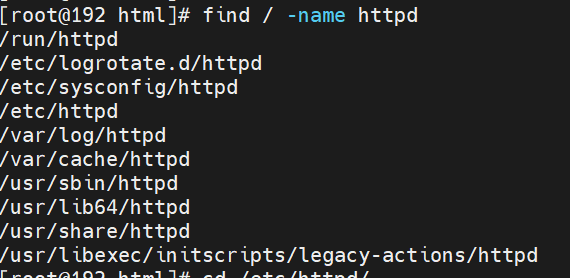 [root@192 html]# find / -name httpd
/run/httpd
/etc/logrotate.d/httpd
/etc/sysconfig/httpd
/etc/httpd
/var/log/httpd
/var/cache/httpd
/usr/sbin/httpd
/usr/lib64/httpd
/usr/share/httpd
/usr/libexec/initscripts/legacy-actions/httpd
[root@192 html]# cd /etc/httpd/